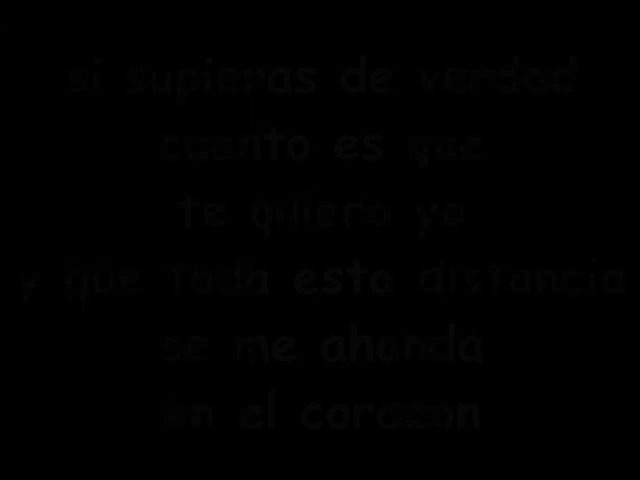 si supieras de verdad
cuanto es que
te quiero yo
y que toda esta distancia
se me ahonda
en el corazon